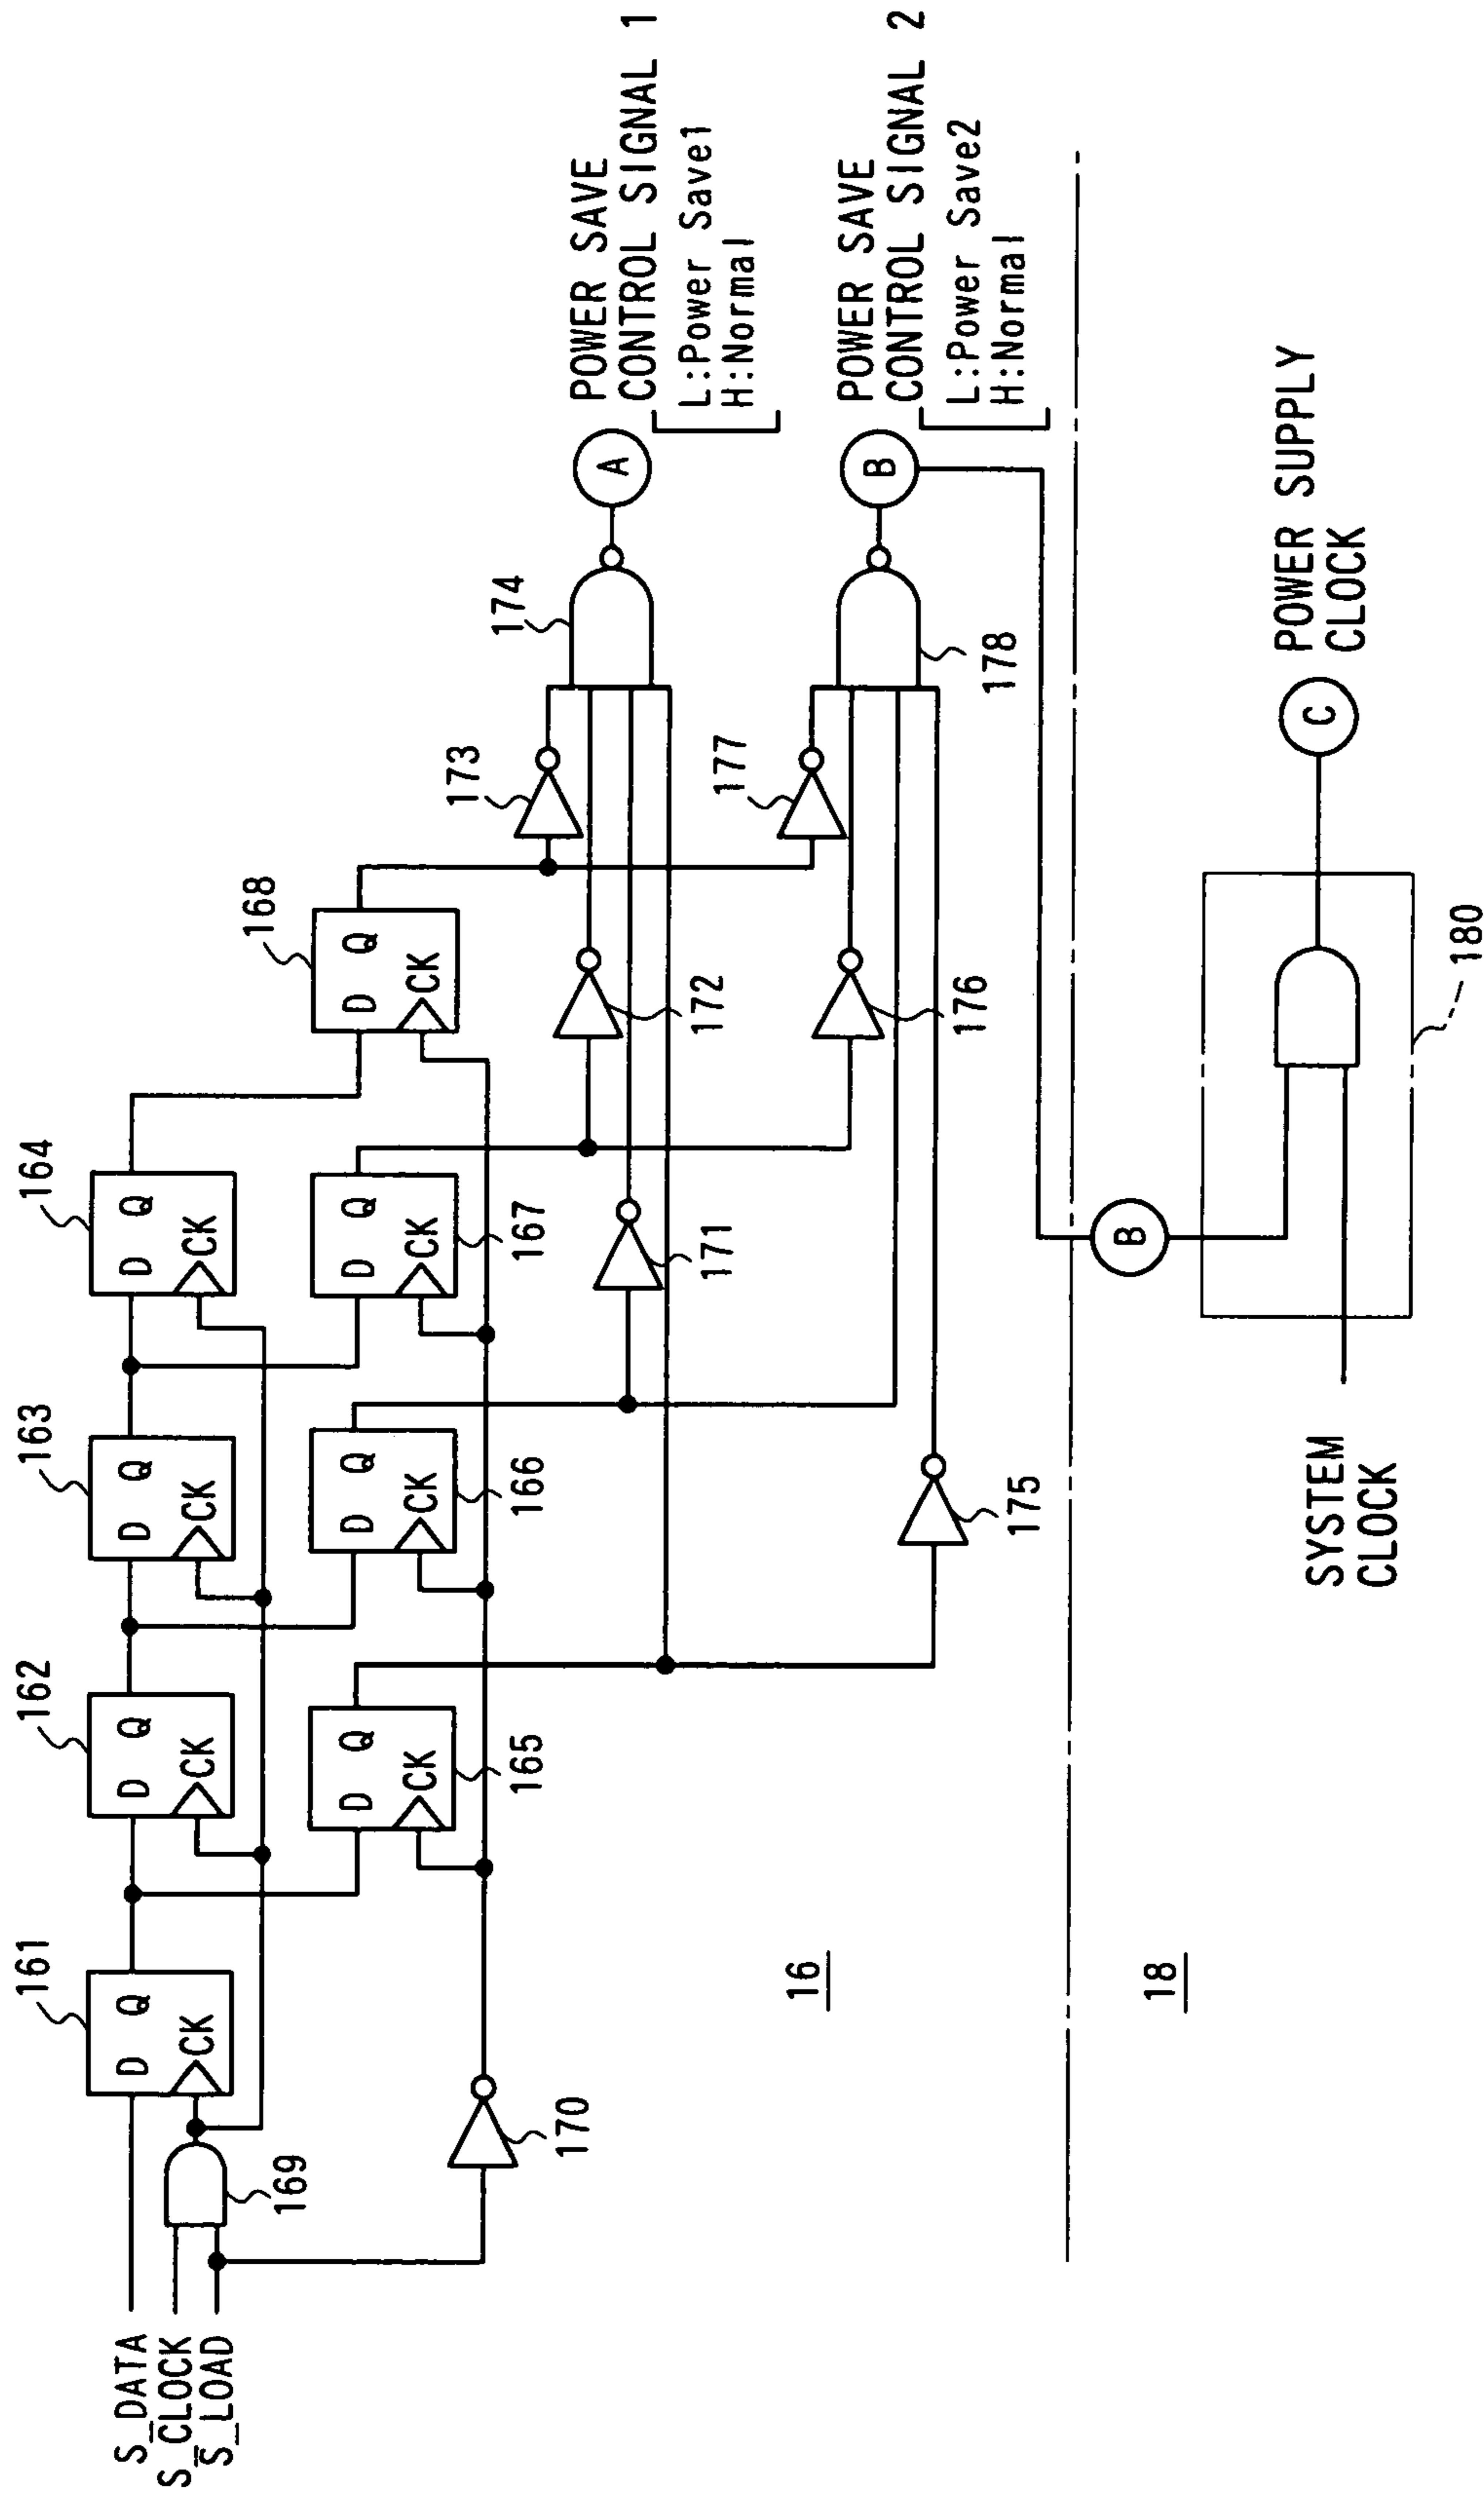 S_DATA
S_CLOCK
S_LOAD
161
D Q
CK
162
D Q
CK
163
D Q
CK
164
D Q
CK
165
D Q
CK
166
D Q
CK
167
D Q
CK
168
D Q
CK
169
170
171
172
173
174
175
176
177
178
A
POWER SAVE
CONTROL SIGNAL 1
L:Power Save1
H:Normal
B
POWER SAVE
CONTROL SIGNAL 2
L:Power Save2
H:Normal
16
18
B
SYSTEM
CLOCK
180
C
POWER SUPPLY
CLOCK